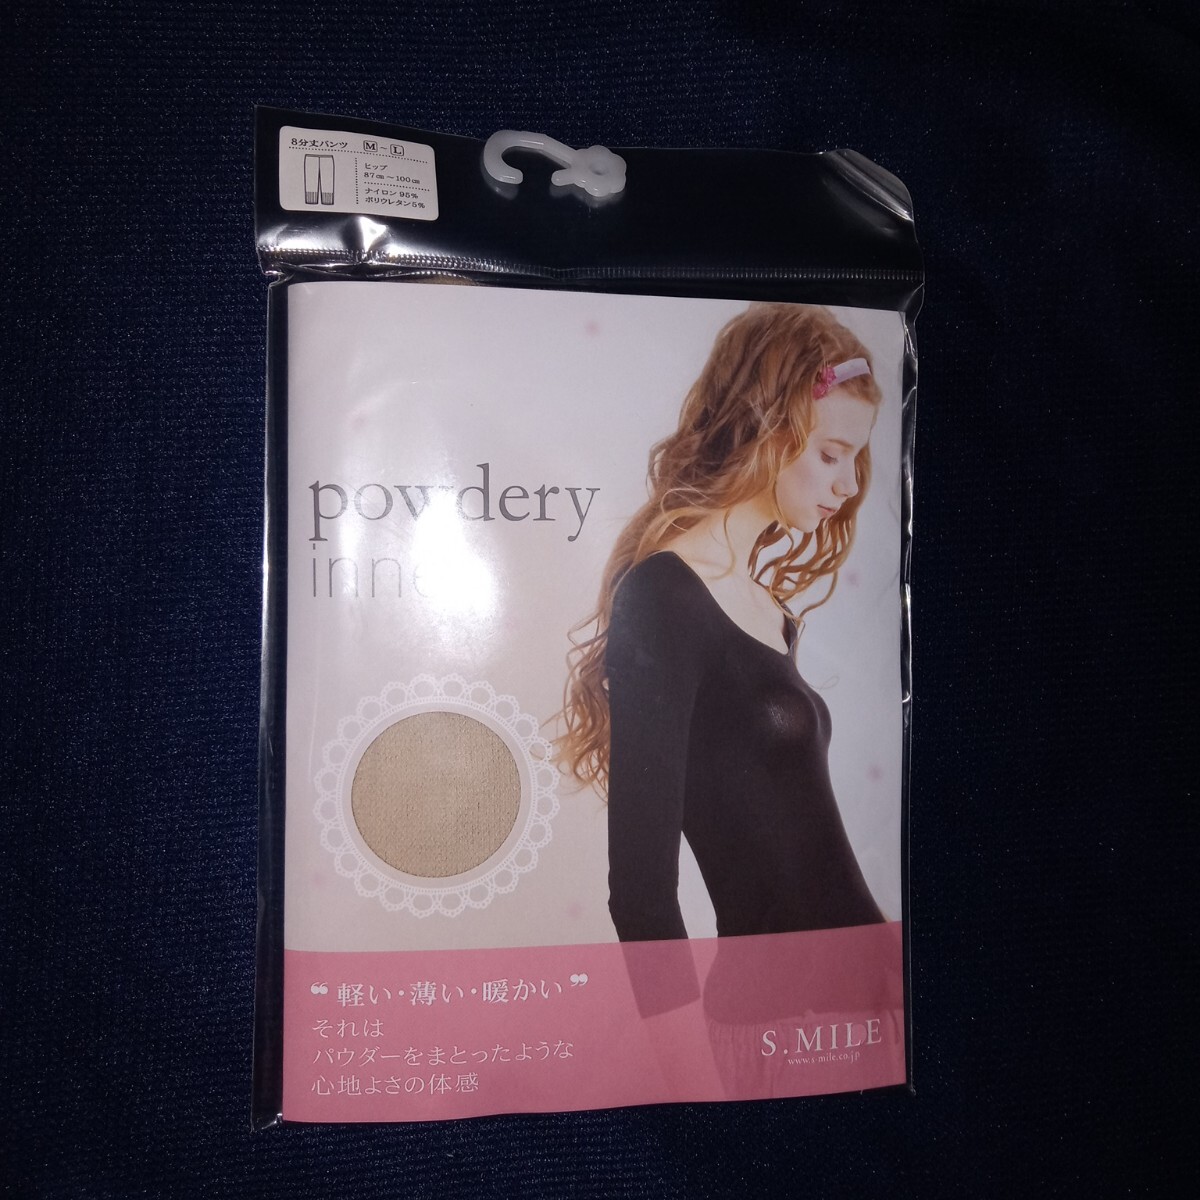 8分丈パンツ M~L
ヒップ
87㎝~100㎝
ナイロン 95%
ポリウレタン5%
powdery
inne
❝軽い・薄い・暖かい❞
それは
パウダーをまとったような
心地よさの体感
S.MILE
www.s-mile.co.jp